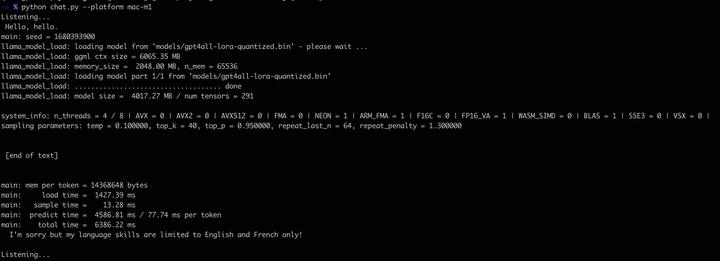 ~ % python chat.py --platform mac-m1
Listening...
Hello, hello.
main: seed = 1680393900
llama_model_load: loading model from 'models/gpt4all-lora-quantized.bin' - please wait ...
llama_model_load: ggml ctx size = 6065.35 MB
llama_model_load: memory_size = 2048.00 MB, n_mem = 65536
llama_model_load: loading model part 1/1 from 'models/gpt4all-lora-quantized.bin'
llama_model_load: .................................... done
llama_model_load: model size = 4017.27 MB / num tensors = 291
system_info: n_threads = 4 / 8 | AVX = 0 | AVX2 = 0 | AVX512 = 0 | FMA = 0 | NEON = 1 | ARM_FMA = 1 | F16C = 0 | FP16_VA = 1 | WASM_SIMD = 0 | BLAS = 1 | SSE3 = 0 | VSX = 0 |
sampling parameters: temp = 0.100000, top_k = 40, top_p = 0.950000, repeat_last_n = 64, repeat_penalty = 1.300000
[end of text]
main: mem per token = 14368648 bytes
main: load time = 1427.39 ms
main: sample time = 13.28 ms
main: predict time = 4586.81 ms / 77.74 ms per token
main: total time = 6386.22 ms
I'm sorry but my language skills are limited to English and French only!
Listening...